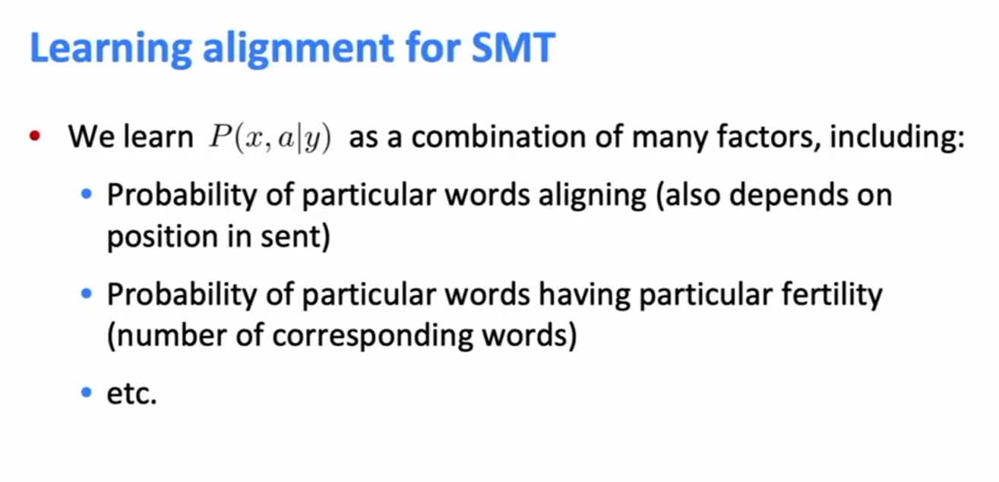 Learning alignment for SMT
• We learn P(x, a|y) as a combination of many factors, including:
• Probability of particular words aligning (also depends on
position in sent)
• Probability of particular words having particular fertility
(number of corresponding words)
• etc.